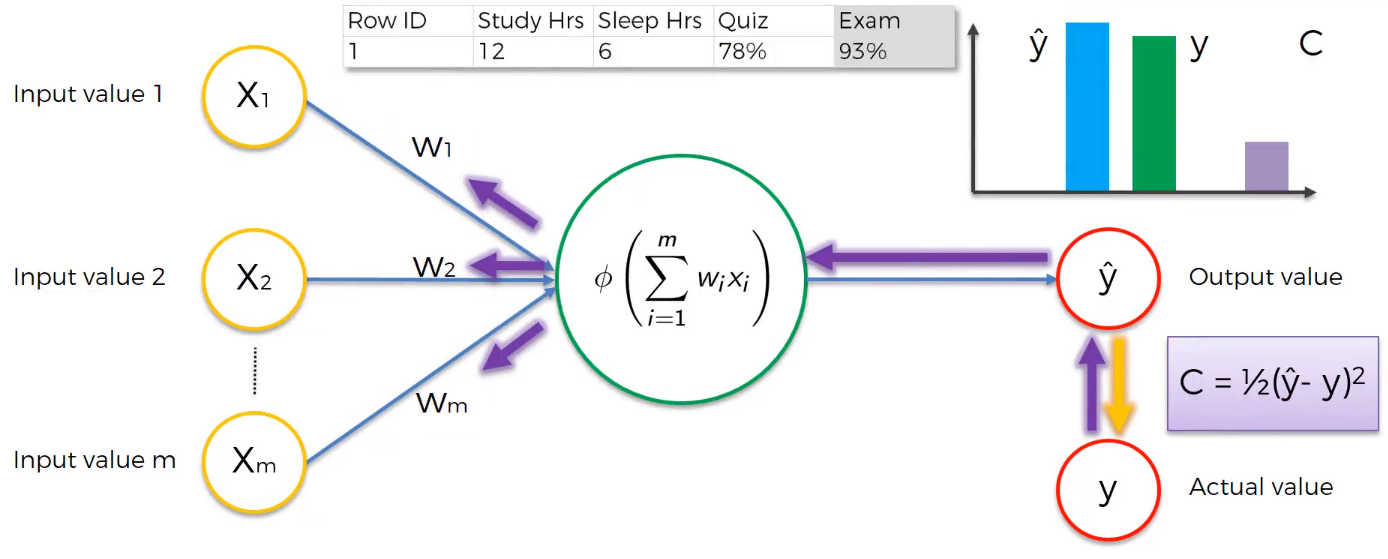 Row ID Study Hrs Sleep Hrs Quiz Exam
1 12 6 78% 93%
ŷ y C
Input value 1 X₁
W₁
Input value 2 X₂ W₂
ϕ ( ∑ᵢ₌₁ᵐ wᵢxᵢ )
ŷ Output value
C = ½(ŷ- y)²
Wₘ
Input value m Xₘ
y Actual value